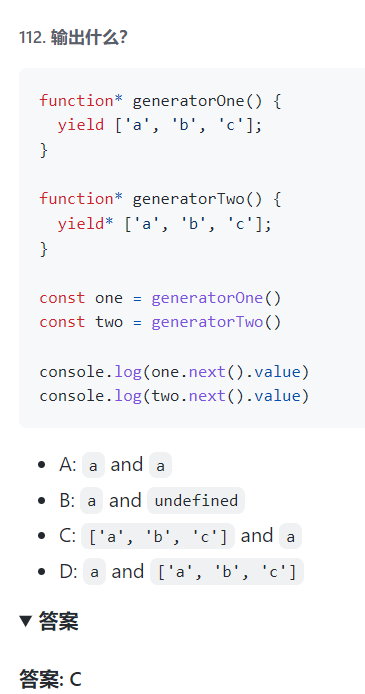 112. 输出什么?
function* generatorOne() {
  yield ['a', 'b', 'c'];
}
function* generatorTwo() {
  yield* ['a', 'b', 'c'];
}
const one = generatorOne()
const two = generatorTwo()
console.log(one.next().value)
console.log(two.next().value)
• A: a and a
• B: a and undefined
• C: ['a', 'b', 'c'] and a
• D: a and ['a', 'b', 'c']
▼ 答案
答案: C